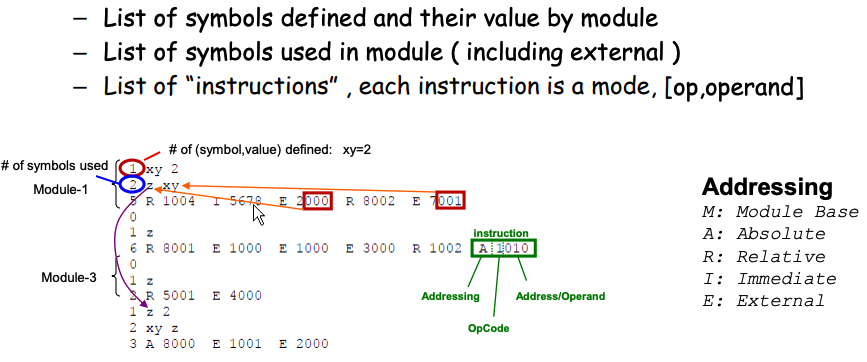 – List of symbols defined and their value by module
– List of symbols used in module ( including external )
– List of “instructions” , each instruction is a mode, [op,operand]
# of (symbol,value) defined: xy=2
# of symbols used
1 xy 2
2 z xy
Module-1
5 R 1004 I 5678 E 2000 R 8002 E 7001
0
1 z
6 R 8001 E 1000 E 1000 E 3000 R 1002 A 1010
instruction
0
Module-3
1 z
2 R 5001 E 4000
1 z 2
2 xy z
3 A 8000 E 1001 E 2000
Addressing
Address/Operand
OpCode
Addressing
M: Module Base
A: Absolute
R: Relative
I: Immediate
E: External